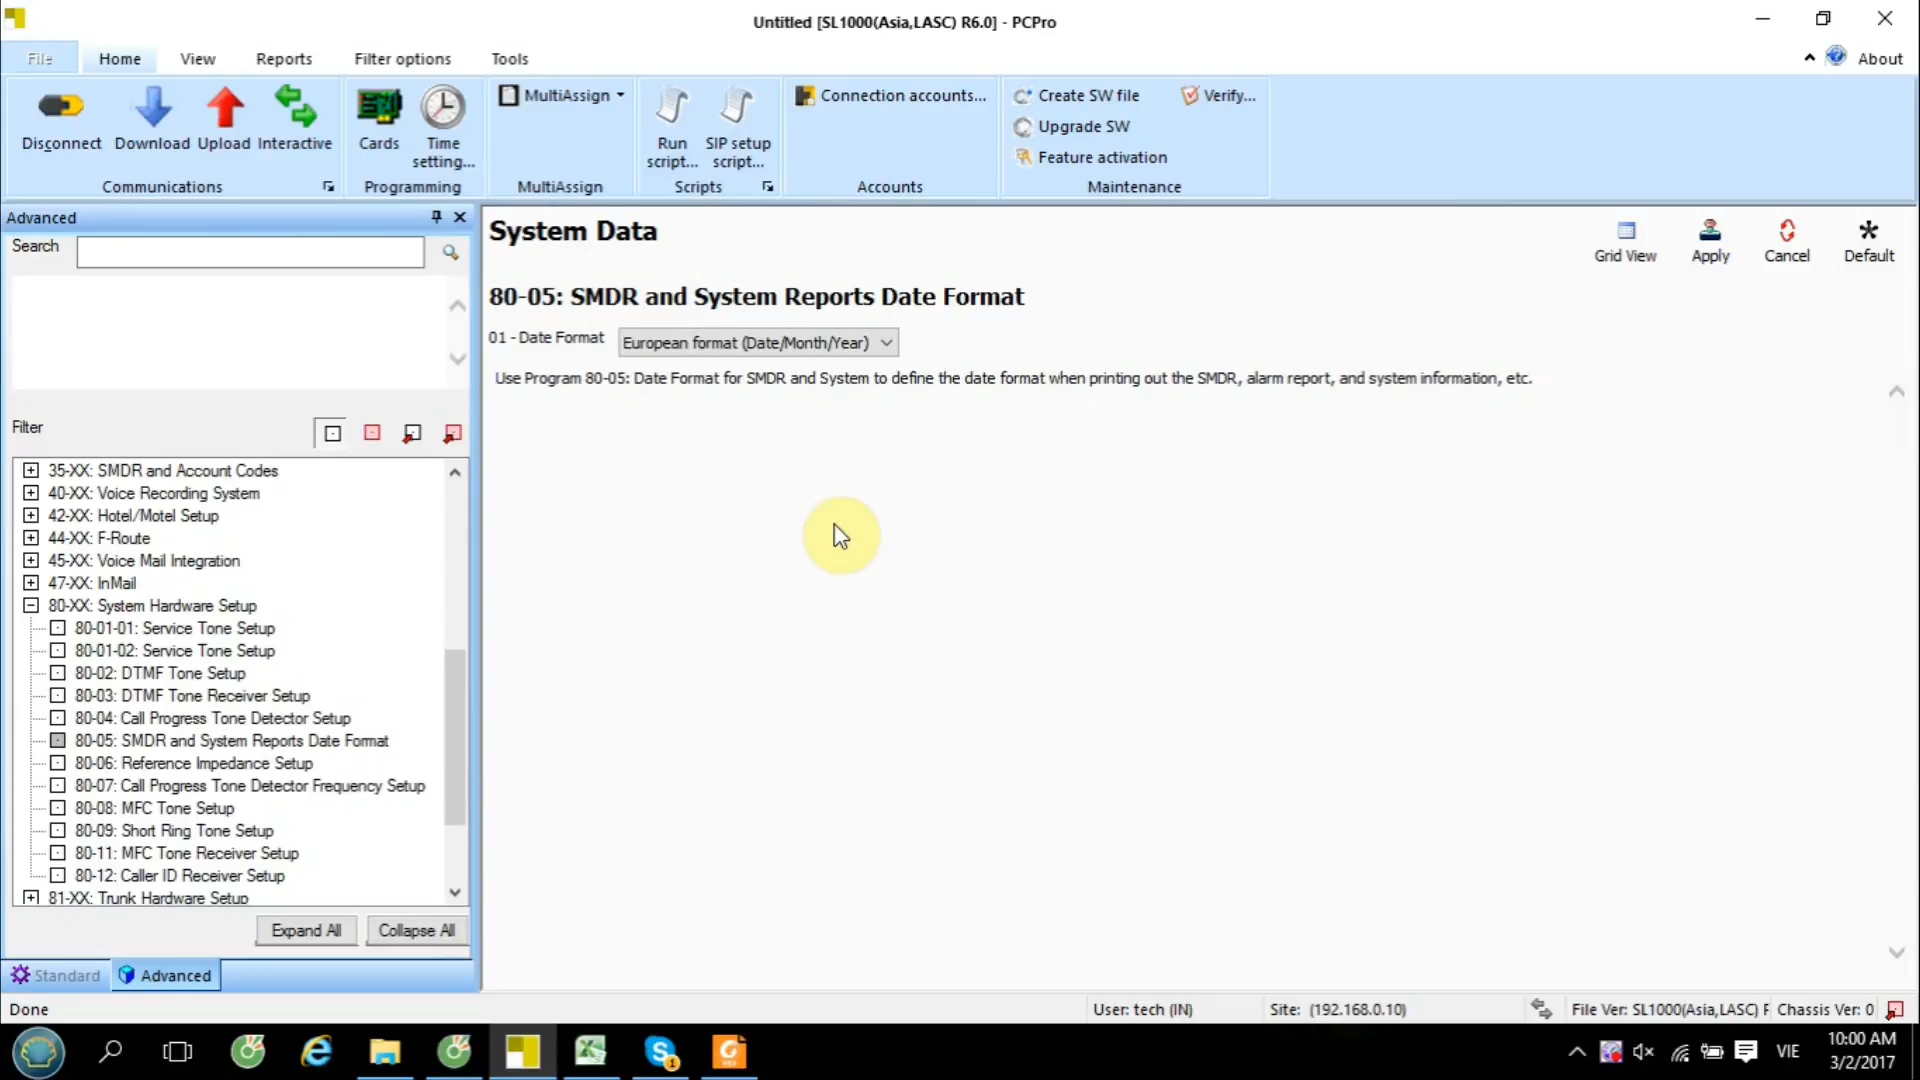 Untitled [SL1000(Asia,LASC) R6.0] - PCPro
File Home View Reports Filter options Tools About
Disconnect Download Upload Interactive
Communications
Cards Time setting...
Programming
MultiAssign
MultiAssign
Run script... SIP setup script...
Scripts
Connection accounts...
Accounts
Create SW file Verify...
Upgrade SW
Feature activation
Maintenance
Advanced
Search
Filter
35-XX: SMDR and Account Codes
40-XX: Voice Recording System
42-XX: Hotel/Motel Setup
44-XX: F-Route
45-XX: Voice Mail Integration
47-XX: InMail
80-XX: System Hardware Setup
80-01-01: Service Tone Setup
80-01-02: Service Tone Setup
80-02: DTMF Tone Setup
80-03: DTMF Tone Receiver Setup
80-04: Call Progress Tone Detector Setup
80-05: SMDR and System Reports Date Format
80-06: Reference Impedance Setup
80-07: Call Progress Tone Detector Frequency Setup
80-08: MFC Tone Setup
80-09: Short Ring Tone Setup
80-11: MFC Tone Receiver Setup
80-12: Caller ID Receiver Setup
81-XX: Trunk Hardware Setup
Expand All Collapse All
Standard Advanced
System Data
Grid View Apply Cancel Default
80-05: SMDR and System Reports Date Format
01 - Date Format European format (Date/Month/Year)
Use Program 80-05: Date Format for SMDR and System to define the date format when printing out the SMDR, alarm report, and system information, etc.
Done User: tech (IN) Site: (192.168.0.10) File Ver: SL1000(Asia,LASC) Chassis Ver: 0
1
VIE
10:00 AM
3/2/2017